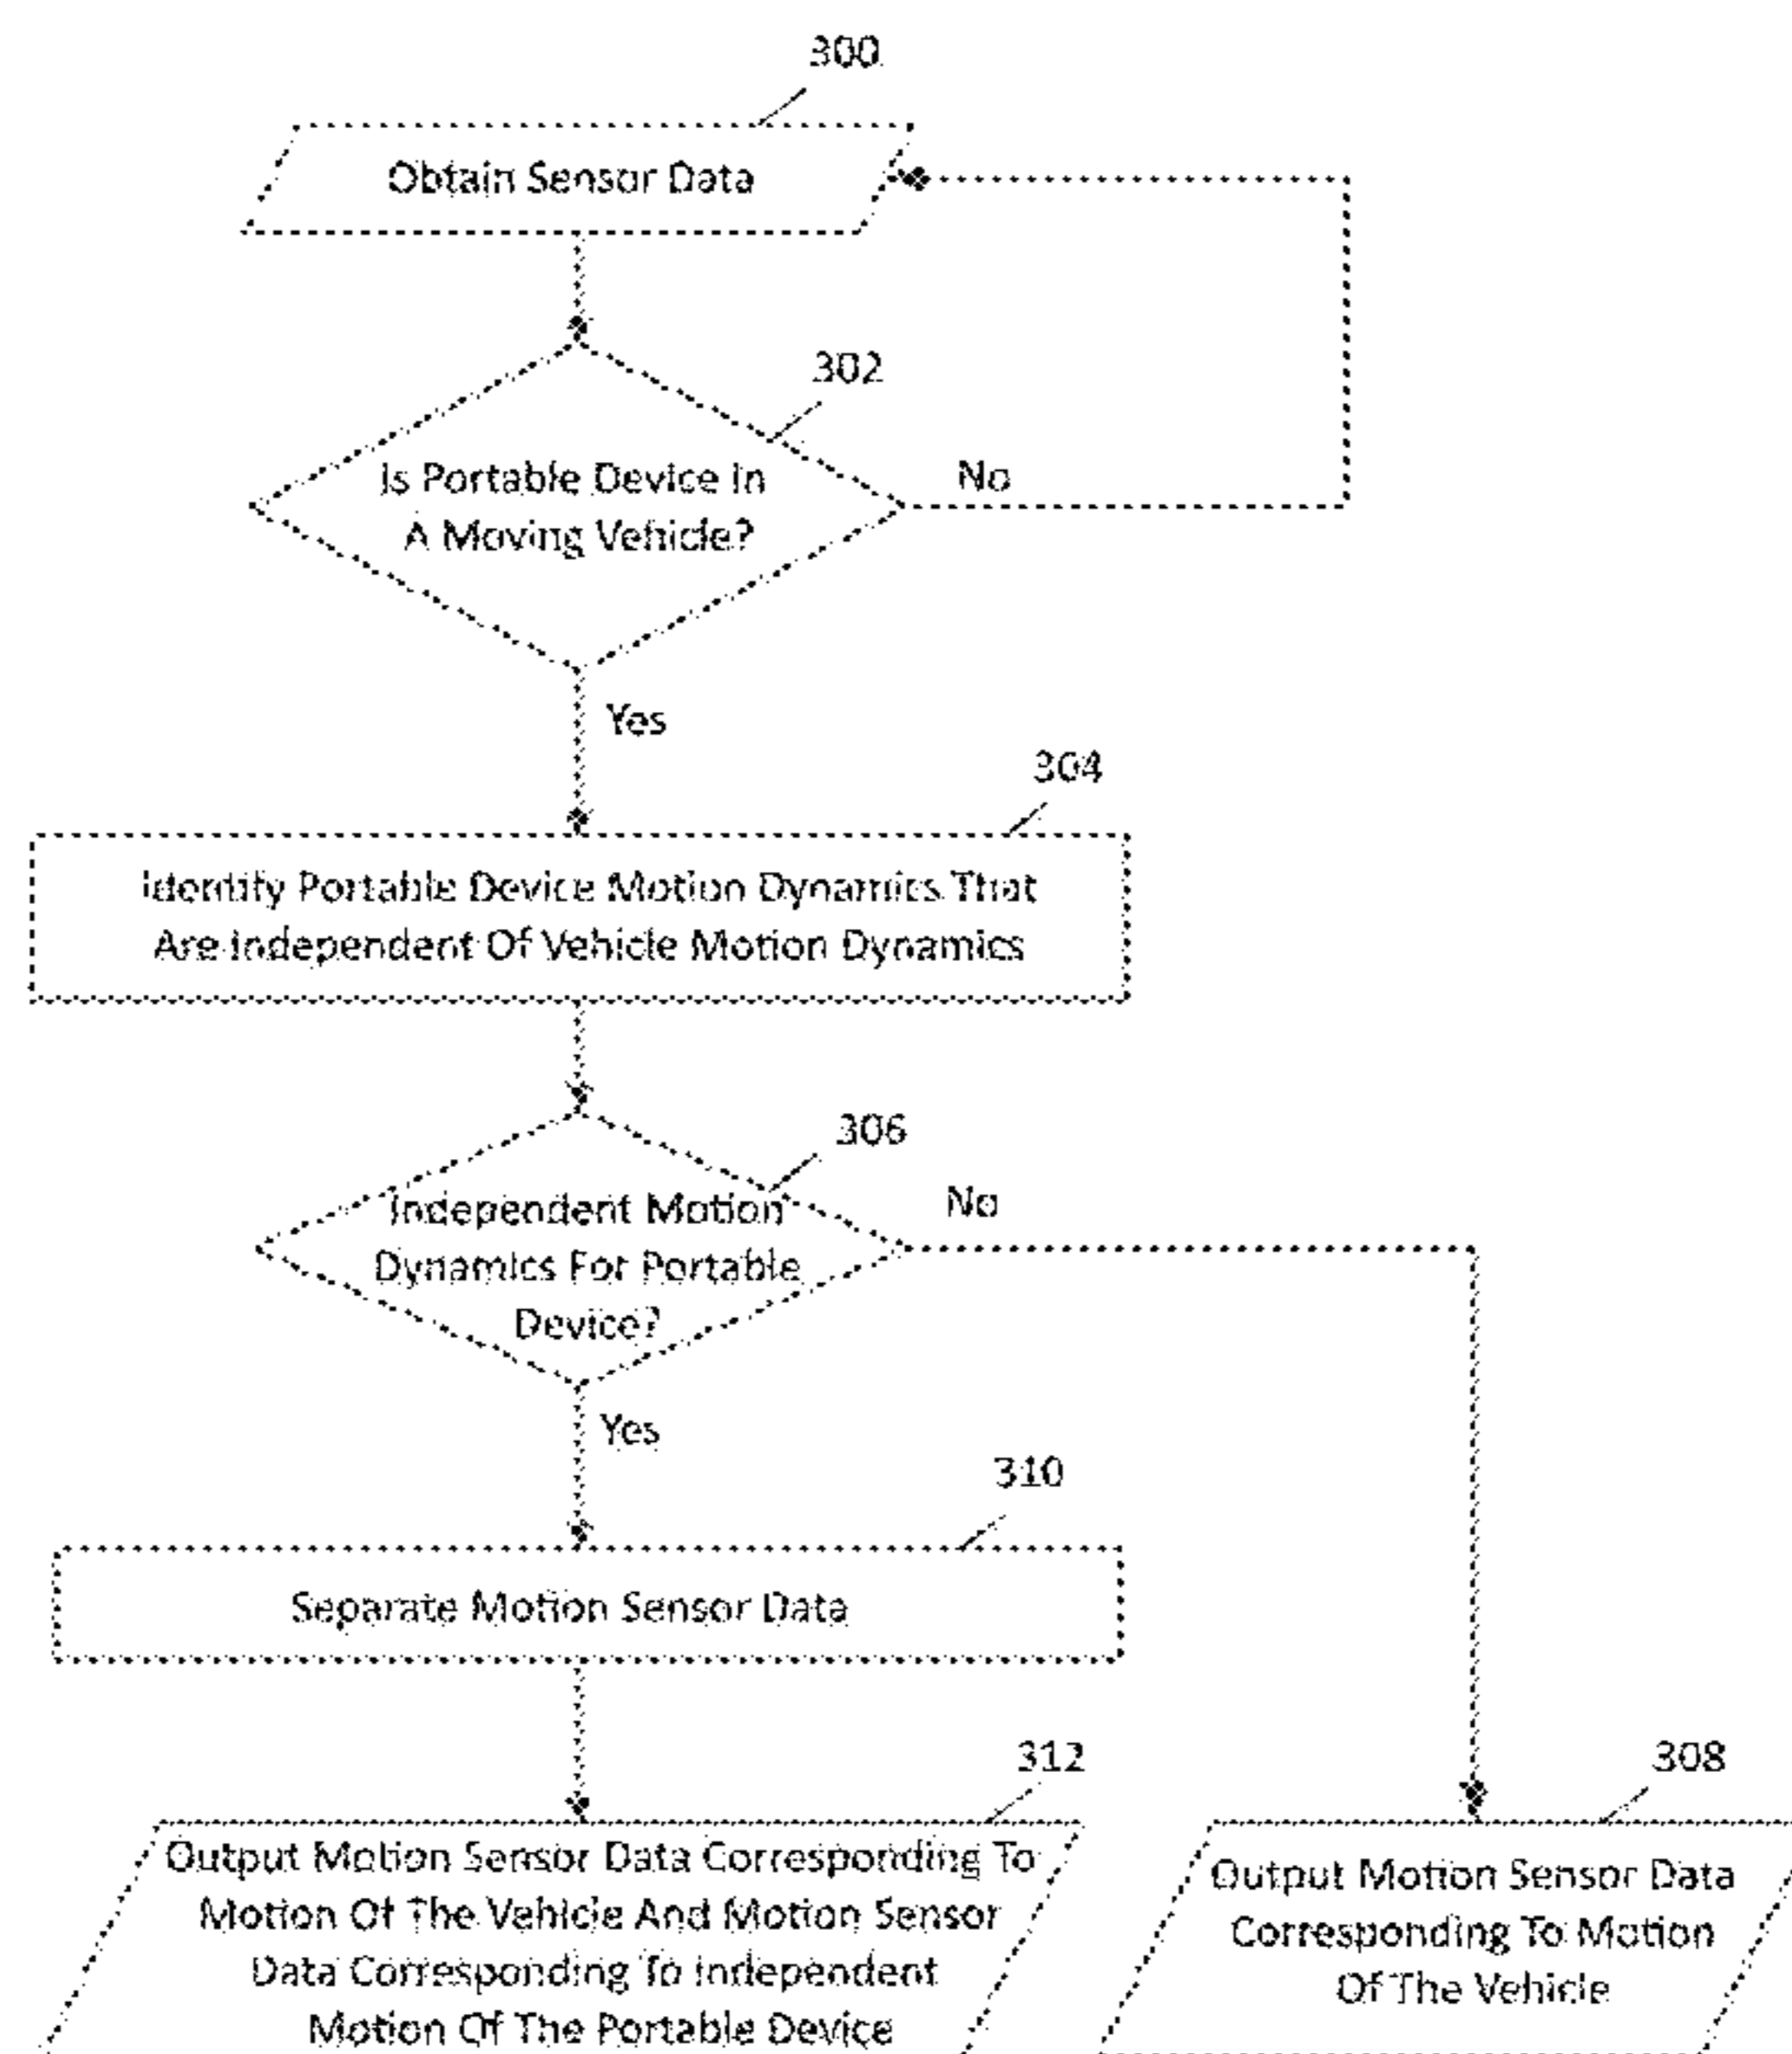 300
Obtain Sensor Data
302
Is Portable Device In
A Moving Vehicle?
No
Yes
304
Identify Portable Device Motion Dynamics That
Are Independent Of Vehicle Motion Dynamics
306
Independent Motion
Dynamics For Portable
Device?
No
Yes
310
Separate Motion Sensor Data
312
Output Motion Sensor Data Corresponding To
Motion Of The Vehicle And Motion Sensor
Data Corresponding To Independent
Motion Of The Portable Device
308
Output Motion Sensor Data
Corresponding To Motion
Of The Vehicle